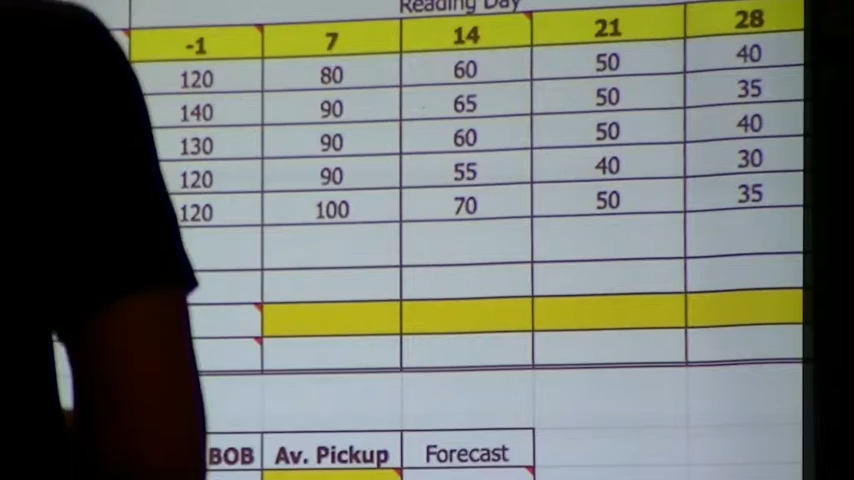 Reading Day
-1 7 14 21 28
120 80 60 50 40
140 90 65 50 35
130 90 60 50 40
120 90 55 40 30
120 100 70 50 35
BOB Av. Pickup Forecast